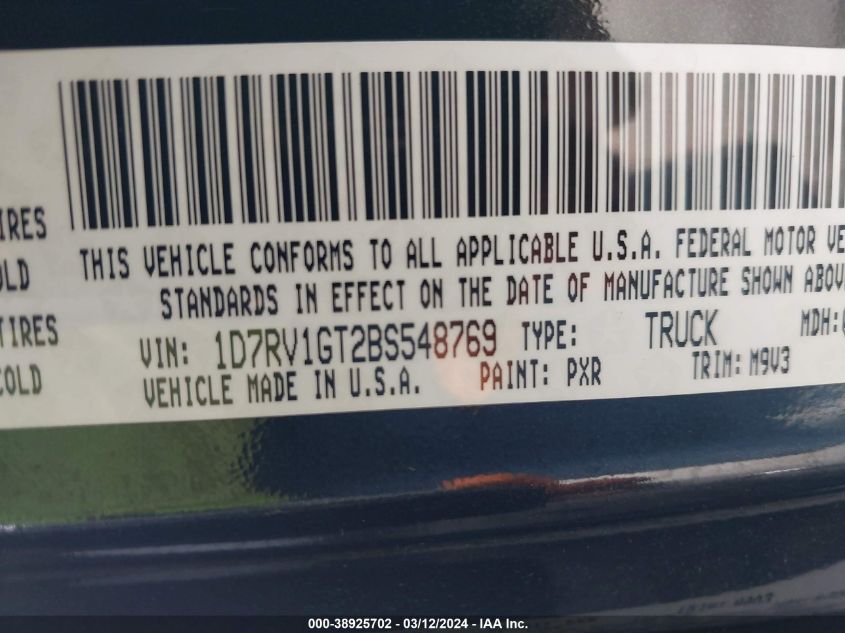 IRES
THIS VEHICLE CONFORMS TO ALL APPLICABLE U.S.A. FEDERAL MOTOR VE
OLD
STANDARDS IN EFFECT ON THE DATE OF MANUFACTURE SHOWN ABOV
TIRES
VIN: 1D7RV1GT2BS548769 TYPE: TRUCK MDH:
COLD
VEHICLE MADE IN U.S.A. PAINT: PXR TRIM: M9V3
000-38925702 - 03/12/2024 - IAA Inc.